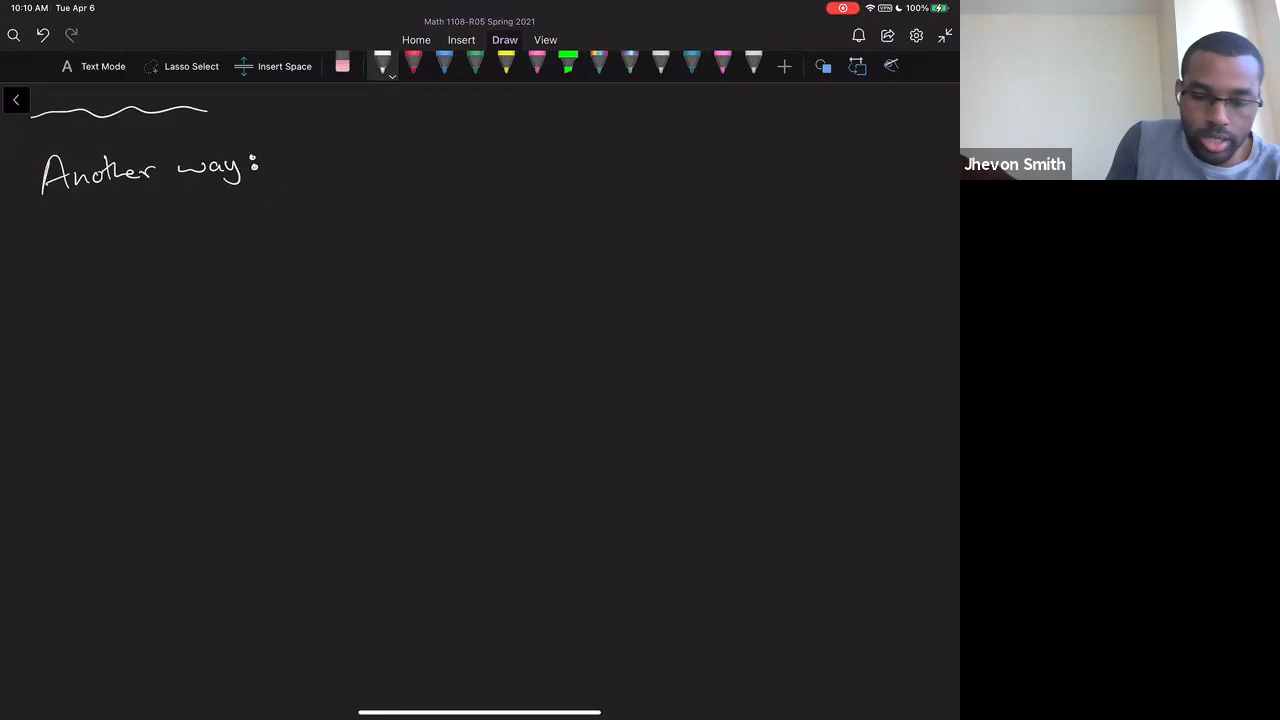 10:10 AM Tue Apr 6
Math 1108-R05 Spring 2021
VPN 100%
Home Insert Draw View
A Text Mode Lasso Select Insert Space
Another way:
Jhevon Smith